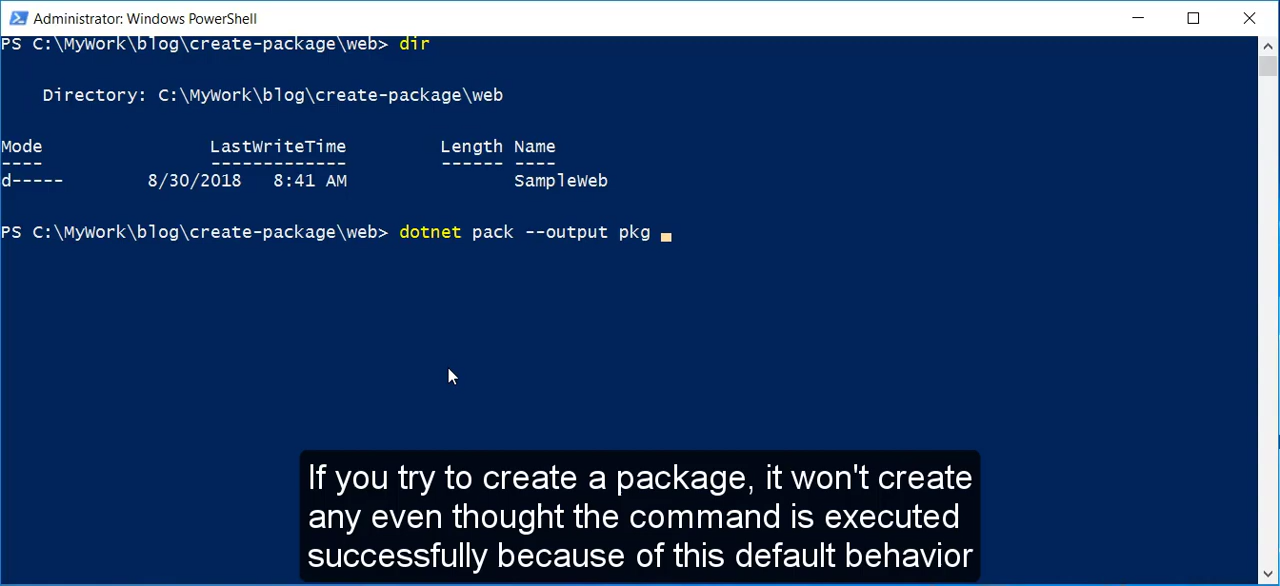 Administrator: Windows PowerShell
PS C:\MyWork\blog\create-package\web> dir
Directory: C:\MyWork\blog\create-package\web
Mode LastWriteTime Length Name
---- ------------- ------ ----
d----- 8/30/2018 8:41 AM SampleWeb
PS C:\MyWork\blog\create-package\web> dotnet pack --output pkg
If you try to create a package, it won't create
any even thought the command is executed
successfully because of this default behavior